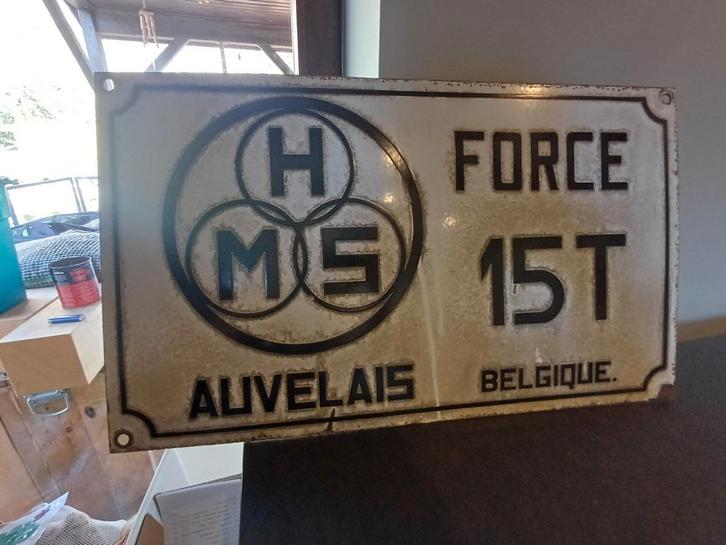 H
M S
AUVELAIS
FORCE
15T
BELGIQUE.